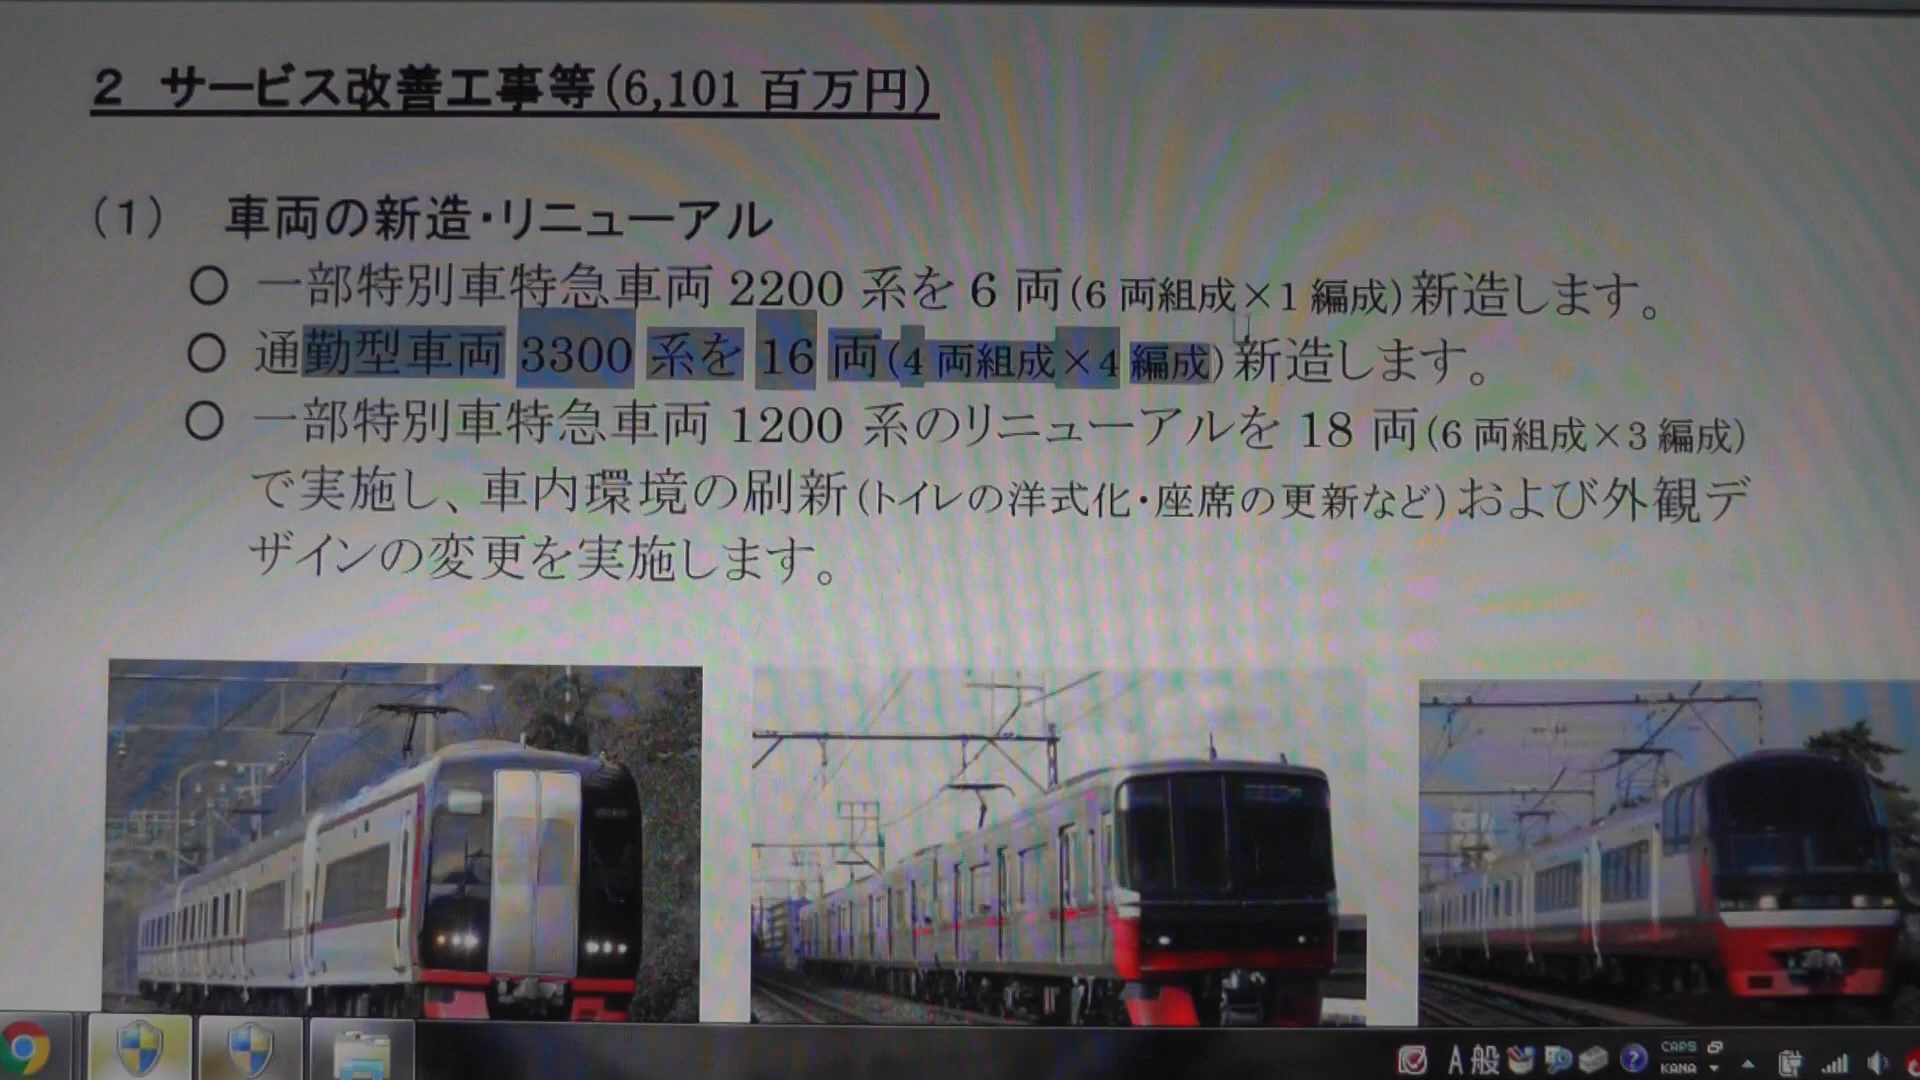 2 サービス改善工事等(6,101 百万円)
(1) 車両の新造・リニューアル
○ 一部特別車特急車両 2200 系を 6 両(6 両組成×1 編成)新造します。
○ 通勤型車両 3300 系を 16 両(4 両組成×4 編成)新造します。
○ 一部特別車特急車両 1200 系のリニューアルを 18 両(6 両組成×3 編成)
で実施し、車内環境の刷新(トイレの洋式化・座席の更新など)および外観デ
ザインの変更を実施します。
A 般
CAPS
KANA